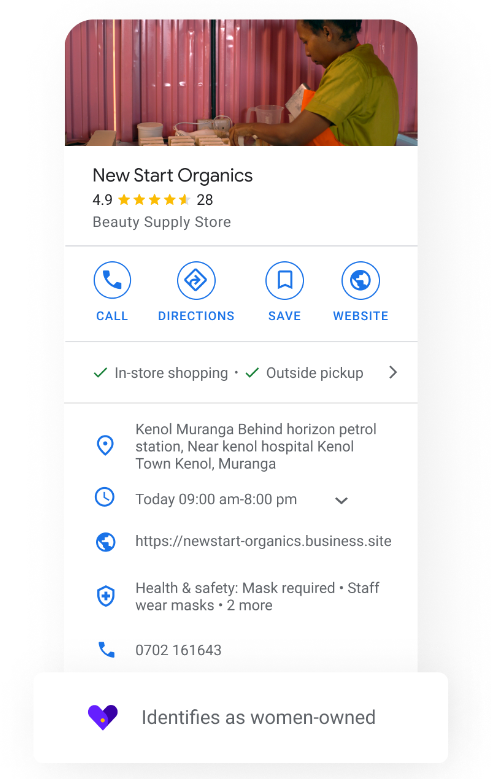 New Start Organics
4.9 28
Beauty Supply Store
CALL DIRECTIONS SAVE WEBSITE
In-store shopping · Outside pickup
Kenol Muranga Behind horizon petrol
station, Near kenol hospital Kenol
Town Kenol, Muranga
Today 09:00 am-8:00 pm
https://newstart-organics.business.site
Health & safety: Mask required • Staff
wear masks • 2 more
0702 161643
Identifies as women-owned